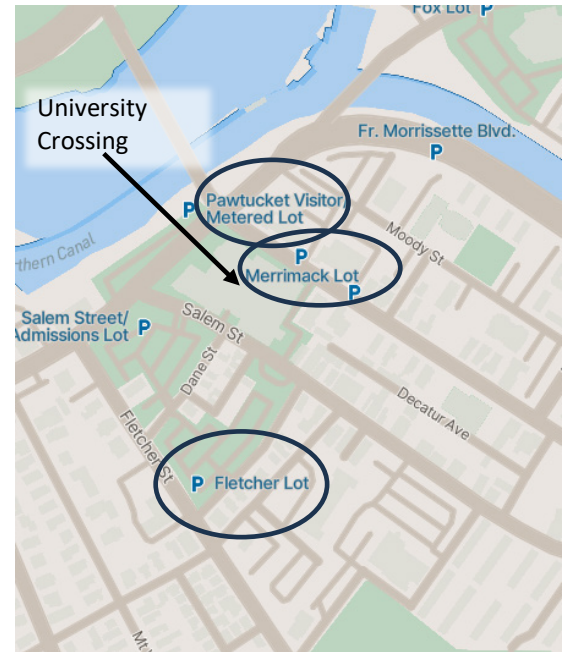 Fox Lot P
University
Crossing
Fr. Morrissette Blvd.
P
P Pawtucket Visitor
Metered Lot
Moody St
thern Canal
P
Merrimack Lot
P
Salem Street/
Admissions Lot P
Salem St
Dane St
Decatur Ave
Fletcher St
P Fletcher Lot